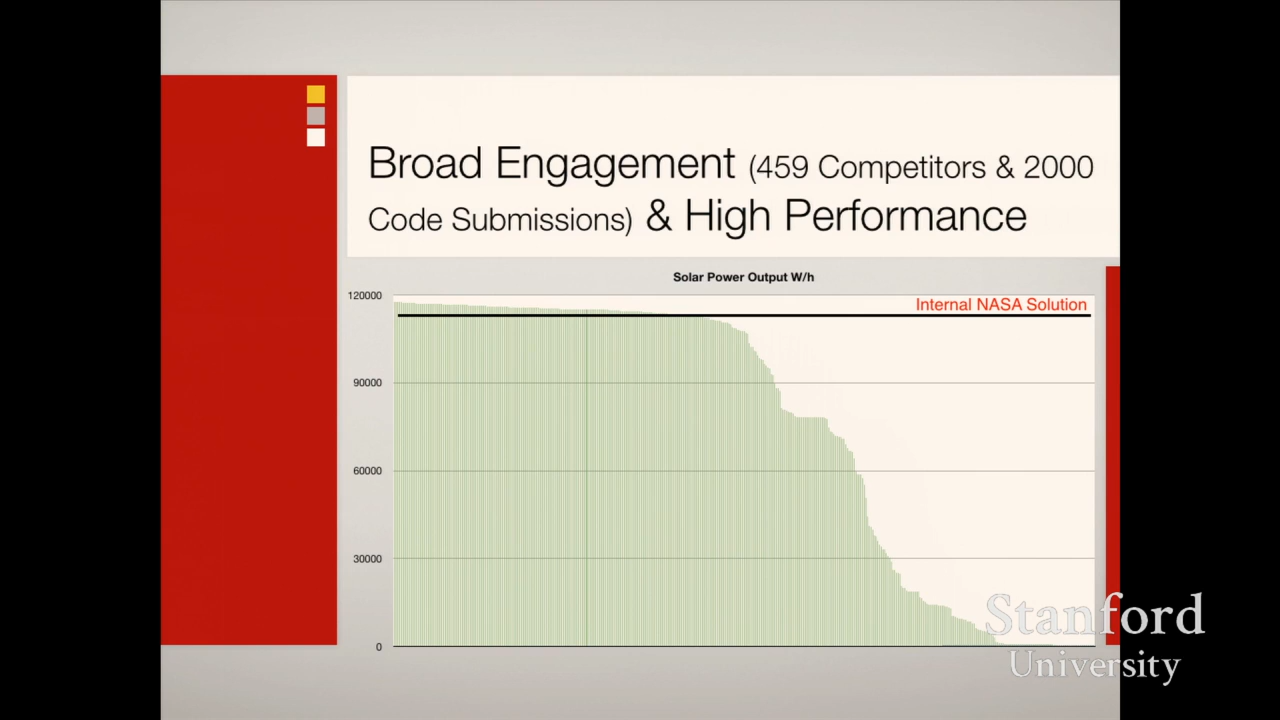 Broad Engagement (459 Competitors & 2000
Code Submissions) & High Performance
Solar Power Output W/h
120000
Internal NASA Solution
90000
60000
30000
0
Stanford
University